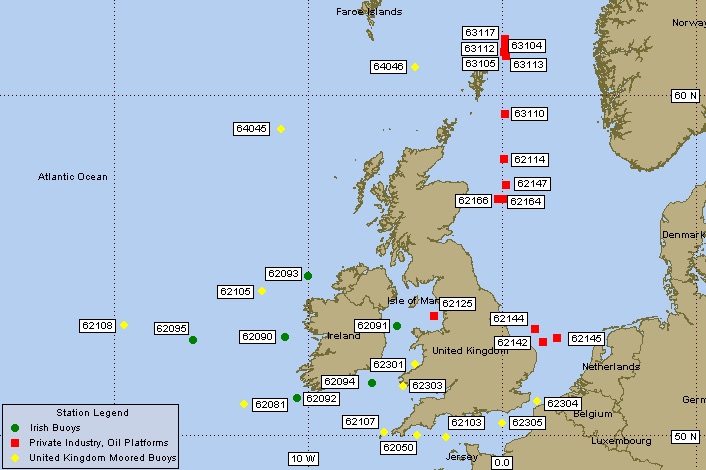 Faroe Islands
Norway
63117
63112
63104
63105
63113
64046
60 N
63110
64045
62114
Atlantic Ocean
62147
62166
62164
Denmark
62093
62105
Isle of Man
62125
62108
62095
62090
Ireland
62091
62144
62142
62145
United Kingdom
62301
Netherlands
62094
62303
62092
62081
62304
Germ
Belgium
62107
62103
62305
62050
Luxembourg
50 N
Jersey
10 W
0.0
Station Legend
Irish Buoys
Private Industry, Oil Platforms
United Kingdom Moored Buoys